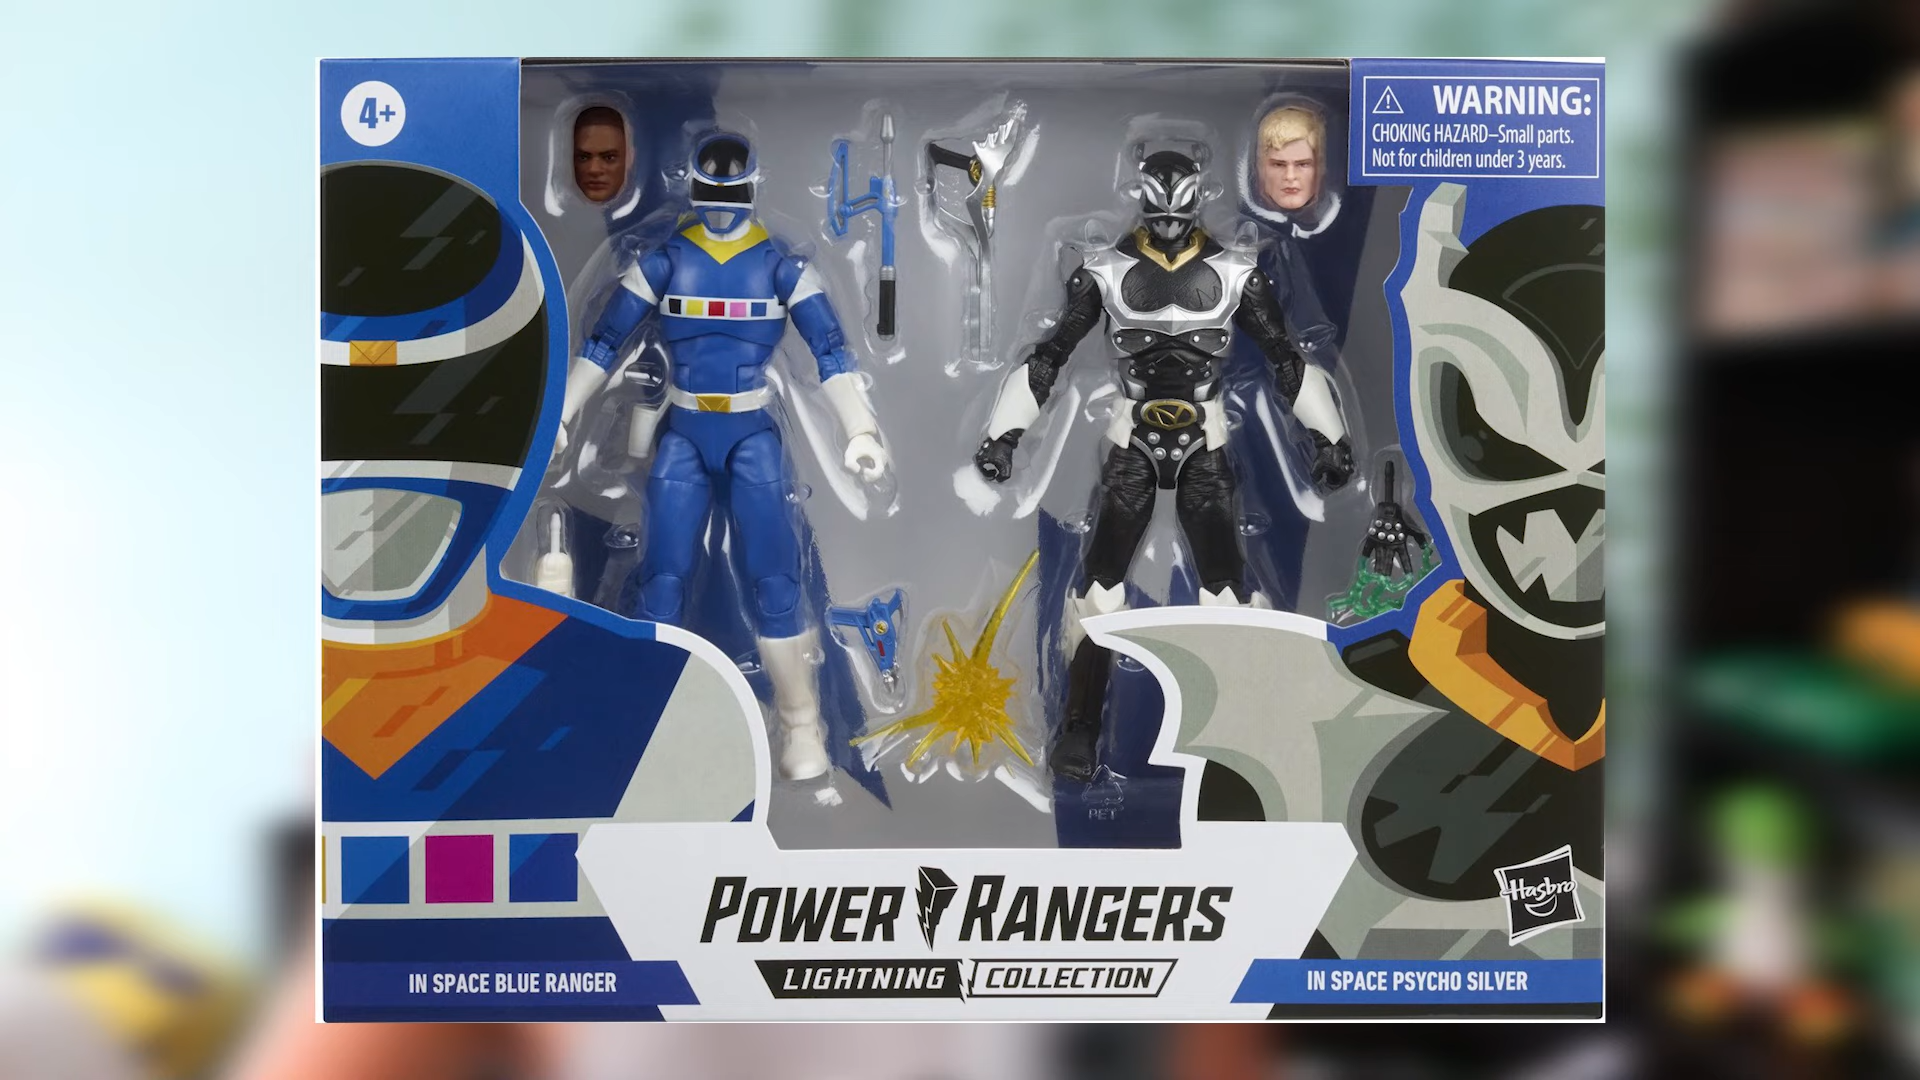 4+
WARNING:
CHOKING HAZARD–Small parts.
Not for children under 3 years.
PET
POWER RANGERS
LIGHTNING COLLECTION
Hasbro
IN SPACE BLUE RANGER
IN SPACE PSYCHO SILVER